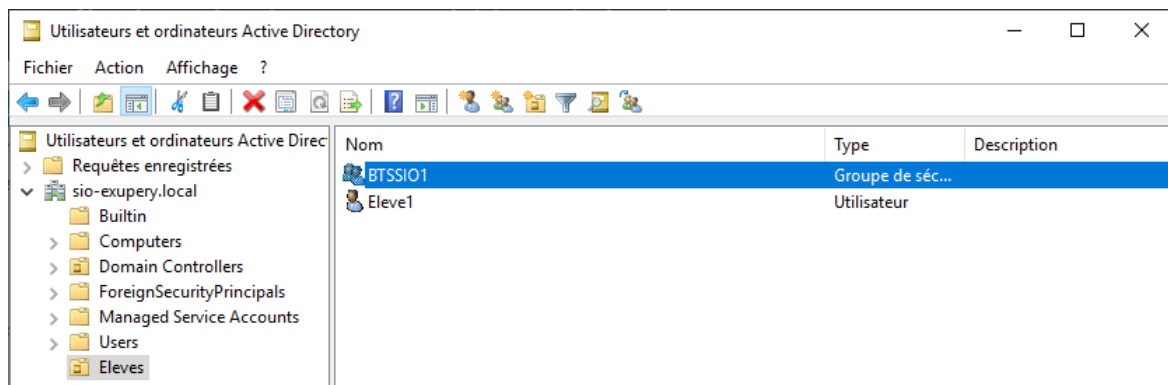 Utilisateurs et ordinateurs Active Directory
Fichier Action Affichage ?
Utilisateurs et ordinateurs Active Direc
Requêtes enregistrées
sio-exupery.local
Builtin
Computers
Domain Controllers
ForeignSecurityPrincipals
Managed Service Accounts
Users
Eleves
Nom Type Description
BTSSIO1 Groupe de séc...
Eleve1 Utilisateur